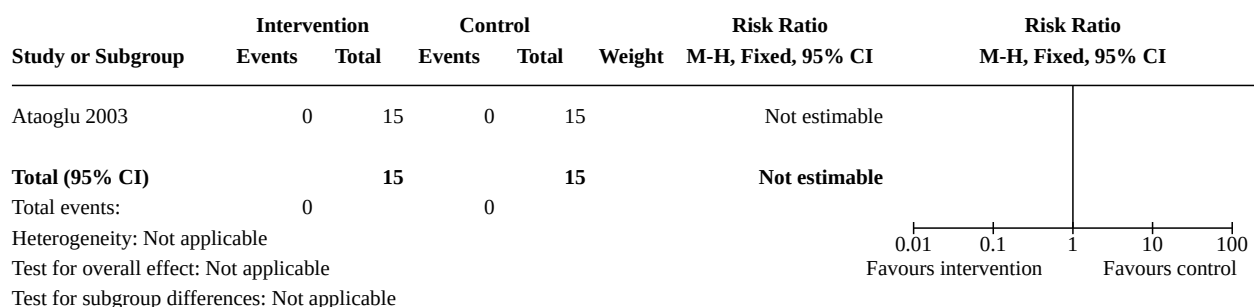 Intervention Control Risk Ratio Risk Ratio
Study or Subgroup Events Total Events Total Weight M-H, Fixed, 95% CI M-H, Fixed, 95% CI
Ataoglu 2003 0 15 0 15 Not estimable
Total (95% CI) 15 15 Not estimable
Total events: 0 0
Heterogeneity: Not applicable
0.01 0.1 1 10 100
Test for overall effect: Not applicable Favours intervention Favours control
Test for subgroup differences: Not applicable